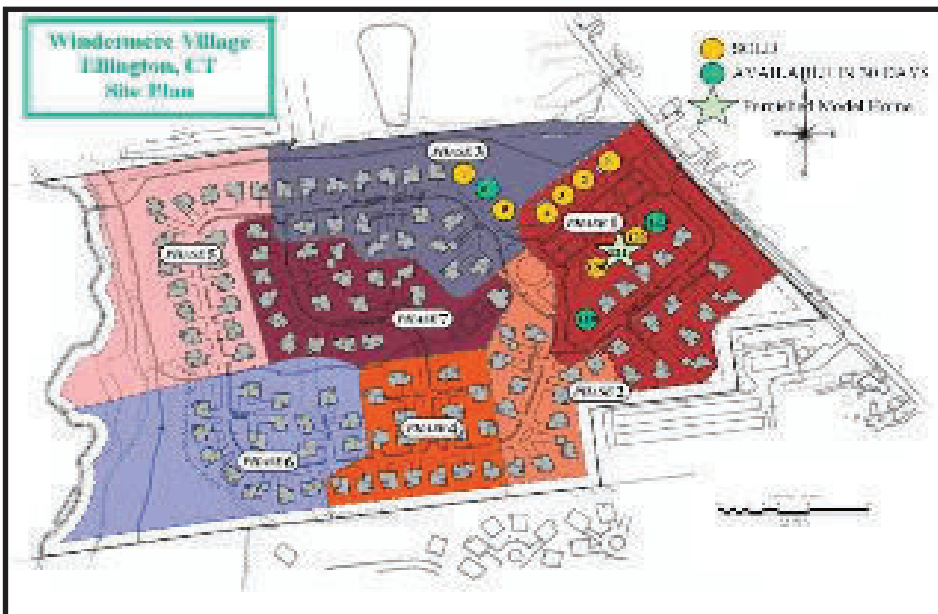 Windermere Village
Ellington, CT
Site Plan
SOLD
AVAILABLE IN 30 DAYS
Furnished Model Home
PHASE 3
PHASE 1
PHASE 5
PHASE 7
PHASE 2
PHASE 4
PHASE 6